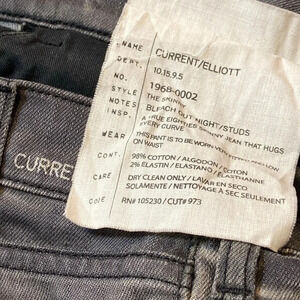 NAME CURRENT/ELLIOTT
DEPT. 10.15.9.5
NO. 1968-0002
STYLE THE SKINNY
NOTES BLEACH OUT NIGHT/STUDS
INSP A TRUE EIGHTIES SKINNY JEAN THAT HUGS
EVERY CURVE
WEAR THIS PANT IS TO BE WORN VERY
ON WAIST
CONT. 98% COTTON / ALGODON / COTON
2% ELASTIN / ELASTANO / ELASTHANNE
CARE DRY CLEAN ONLY / LAVAR EN SECO
SOLAMENTE / NETTOYAGE A SEC SEULEMENT
CODE RN# 105230 / CUT# 973
CURRE